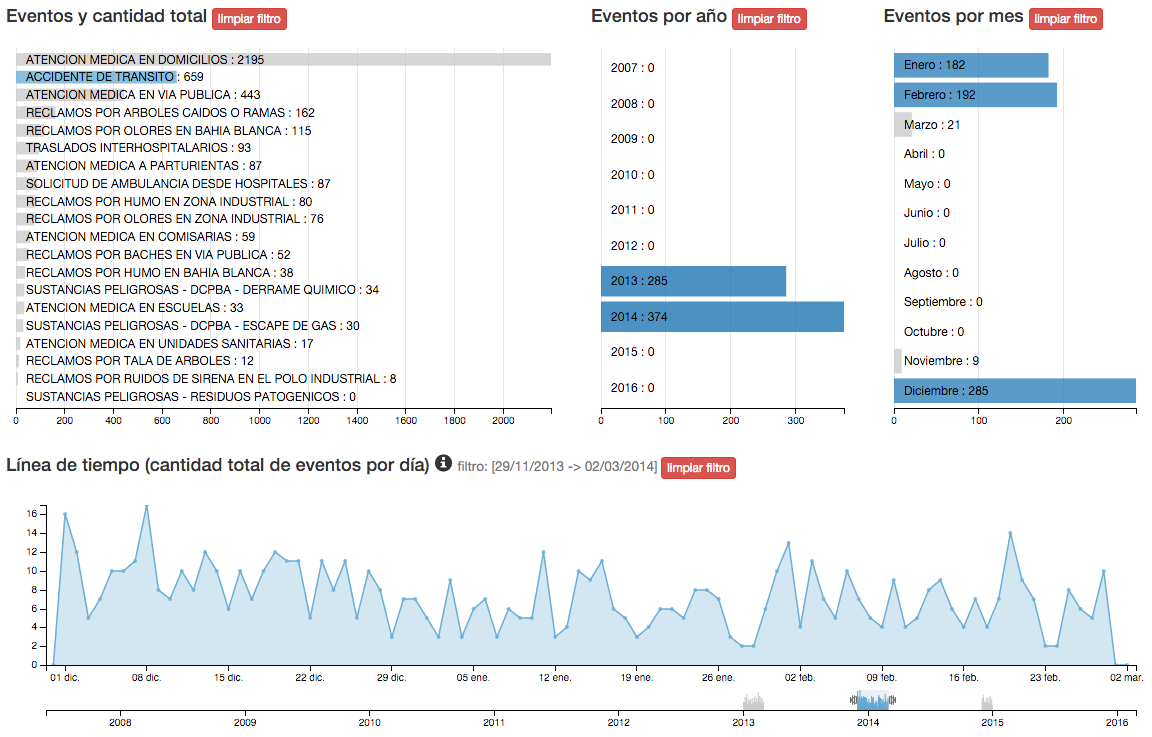 Eventos y cantidad total limpiar filtro
ATENCION MEDICA EN DOMICILIOS : 2195
ACCIDENTE DE TRANSITO : 659
ATENCION MEDICA EN VIA PUBLICA : 443
RECLAMOS POR ARBOLES CAIDOS O RAMAS : 162
RECLAMOS POR OLORES EN BAHIA BLANCA : 115
TRASLADOS INTERHOSPITALARIOS : 93
ATENCION MEDICA A PARTURIENTAS : 87
SOLICITUD DE AMBULANCIA DESDE HOSPITALES : 87
RECLAMOS POR HUMO EN ZONA INDUSTRIAL : 80
RECLAMOS POR OLORES EN ZONA INDUSTRIAL : 76
ATENCION MEDICA EN COMISARIAS : 59
RECLAMOS POR BACHES EN VIA PUBLICA : 52
RECLAMOS POR HUMO EN BAHIA BLANCA : 38
SUSTANCIAS PELIGROSAS - DCPBA - DERRAME QUIMICO : 34
ATENCION MEDICA EN ESCUELAS : 33
SUSTANCIAS PELIGROSAS - DCPBA - ESCAPE DE GAS : 30
ATENCION MEDICA EN UNIDADES SANITARIAS : 17
RECLAMOS POR TALA DE ARBOLES : 12
RECLAMOS POR RUIDOS DE SIRENA EN EL POLO INDUSTRIAL : 8
SUSTANCIAS PELIGROSAS - RESIDUOS PATOGENICOS : 0
0 200 400 600 800 1000 1200 1400 1600 1800 2000
Eventos por año limpiar filtro
2007 : 0
2008 : 0
2009 : 0
2010 : 0
2011 : 0
2012 : 0
2013 : 285
2014 : 374
2015 : 0
2016 : 0
0 100 200 300
Eventos por mes limpiar filtro
Enero : 182
Febrero : 192
Marzo : 21
Abril : 0
Mayo : 0
Junio : 0
Julio : 0
Agosto : 0
Septiembre : 0
Octubre : 0
Noviembre : 9
Diciembre : 285
0 100 200
Línea de tiempo (cantidad total de eventos por día) i filtro: [29/11/2013 -> 02/03/2014] limpiar filtro
16
14
12
10
8
6
4
2
0
01 dic. 08 dic. 15 dic. 22 dic. 29 dic. 05 ene. 12 ene. 19 ene. 26 ene. 02 feb. 09 feb. 16 feb. 23 feb. 02 mar.
2008 2009 2010 2011 2012 2013 2014 2015 2016